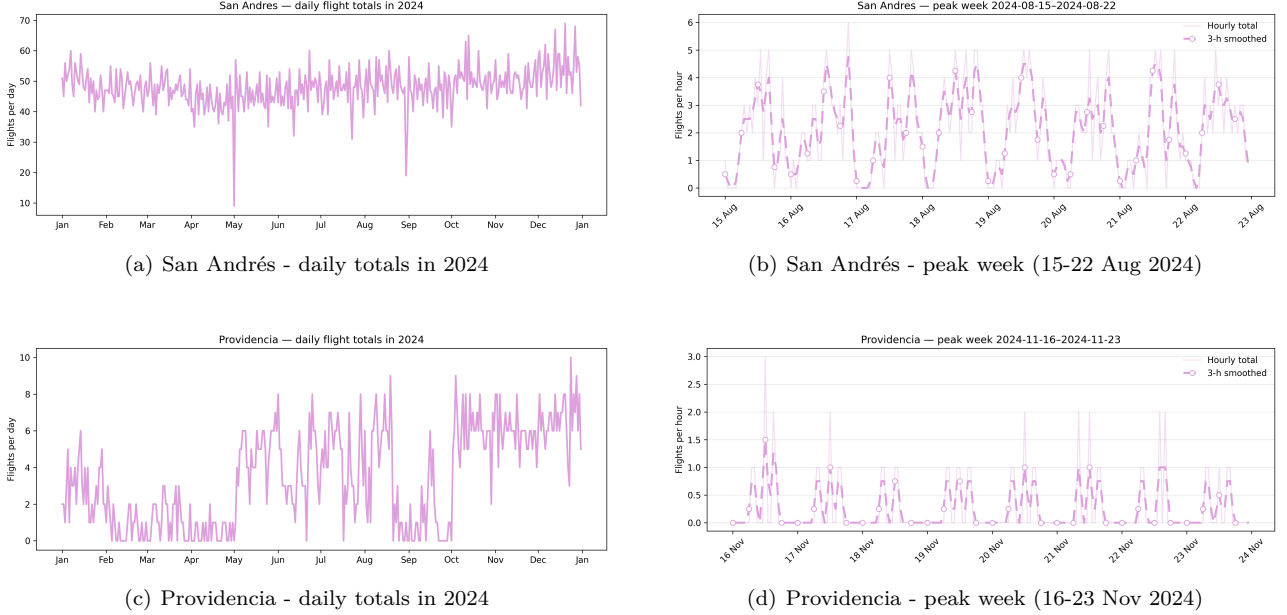 San Andres — daily flight totals in 2024
Flights per day
70
60
50
40
30
20
10
Jan Feb Mar Apr May Jun Jul Aug Sep Oct Nov Dec Jan
(a) San Andrés - daily totals in 2024
San Andres — peak week 2024-08-15–2024-08-22
Flights per hour
6
5
4
3
2
1
0
Hourly total
3-h smoothed
15 Aug 16 Aug 17 Aug 18 Aug 19 Aug 20 Aug 21 Aug 22 Aug 23 Aug
(b) San Andrés - peak week (15-22 Aug 2024)
Providencia — daily flight totals in 2024
Flights per day
10
8
6
4
2
0
Jan Feb Mar Apr May Jun Jul Aug Sep Oct Nov Dec Jan
(c) Providencia - daily totals in 2024
Providencia — peak week 2024-11-16–2024-11-23
Flights per hour
3.0
2.5
2.0
1.5
1.0
0.5
0.0
Hourly total
3-h smoothed
16 Nov 17 Nov 18 Nov 19 Nov 20 Nov 21 Nov 22 Nov 23 Nov 24 Nov
(d) Providencia - peak week (16-23 Nov 2024)